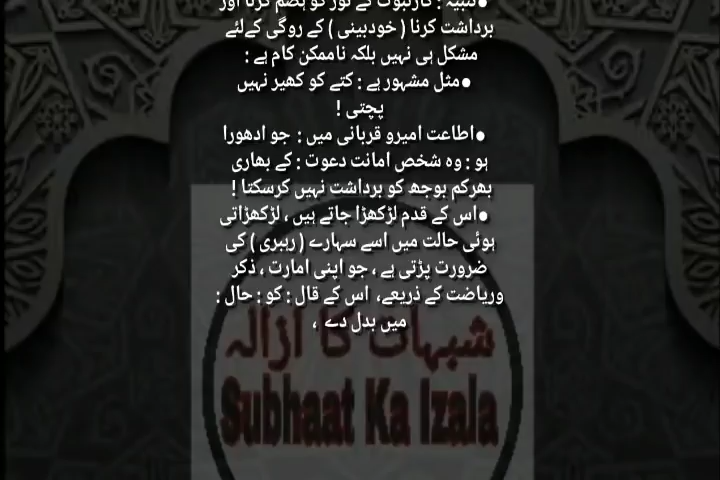 ●تنبیہ : کارنبوت کے نور کو ہضم کرنا اور
برداشت کرنا ( خودبینی ) کے روگی کےلئے
مشکل ہی نہیں بلکہ ناممکن کام ہے :
●مثل مشہور ہے : کتے کو کھیر نہیں
پچتی !
●اطاعت امیرو قربانی میں : جو ادھورا
ہو : وہ شخص امانت دعوت : کے بھاری
بھرکم بوجھ کو برداشت نہیں کرسکتا !
●اس کے قدم لڑکھڑا جاتے ہیں ، لڑکھڑاتی
ہوئی حالت میں اسے سہارے ( رہبری ) کی
ضرورت پڑتی ہے ، جو اپنی امارت ، ذکر
وریاضت کے ذریعے، اس کے قال : کو : حال :
میں بدل دے ،
شبہات کا ازالہ
Subhaat Ka Izala